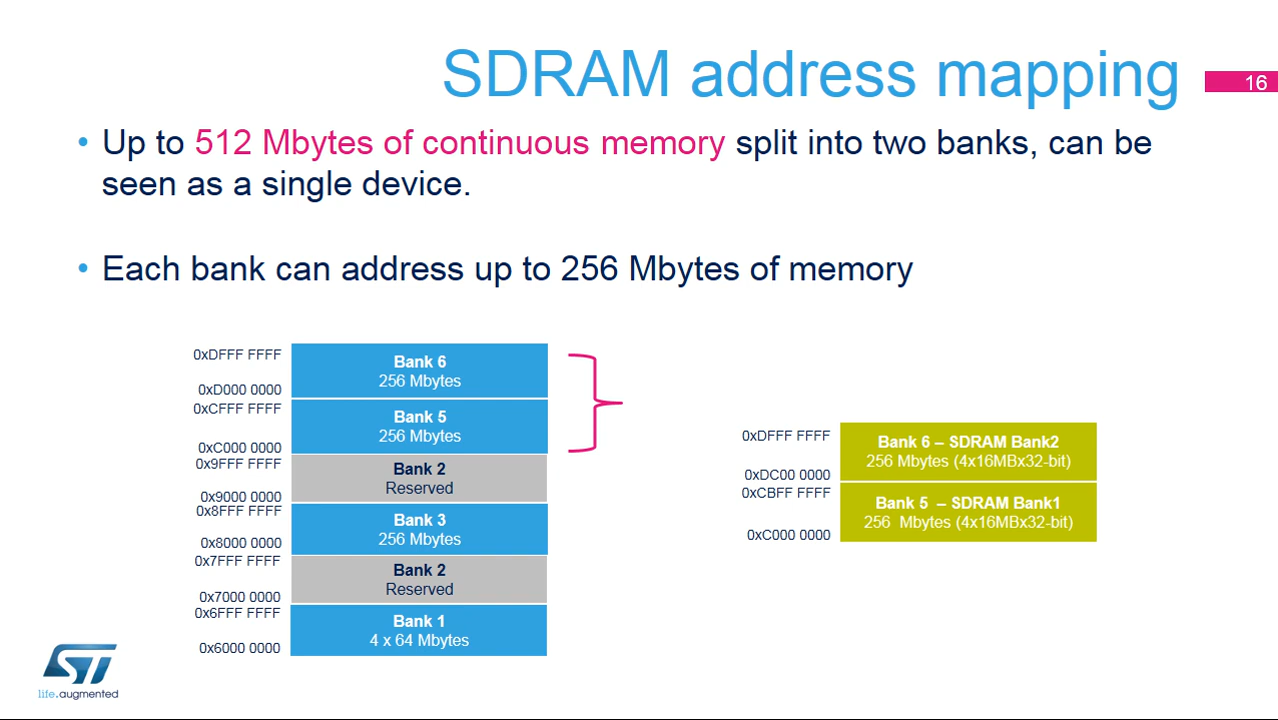 SDRAM address mapping
16
• Up to 512 Mbytes of continuous memory split into two banks, can be
seen as a single device.
• Each bank can address up to 256 Mbytes of memory
0xDFFF FFFF
Bank 6
256 Mbytes
0xD000 0000
0xCFFF FFFF
Bank 5
256 Mbytes
0xC000 0000
0x9FFF FFFF
Bank 2
Reserved
0x9000 0000
0x8FFF FFFF
Bank 3
256 Mbytes
0x8000 0000
0x7FFF FFFF
Bank 2
Reserved
0x7000 0000
0x6FFF FFFF
Bank 1
4 x 64 Mbytes
0x6000 0000
0xDFFF FFFF
Bank 6 – SDRAM Bank2
256 Mbytes (4x16MBx32-bit)
0xDC00 0000
0xCBFF FFFF
Bank 5 – SDRAM Bank1
256 Mbytes (4x16MBx32-bit)
0xC000 0000
ST
life.augmented